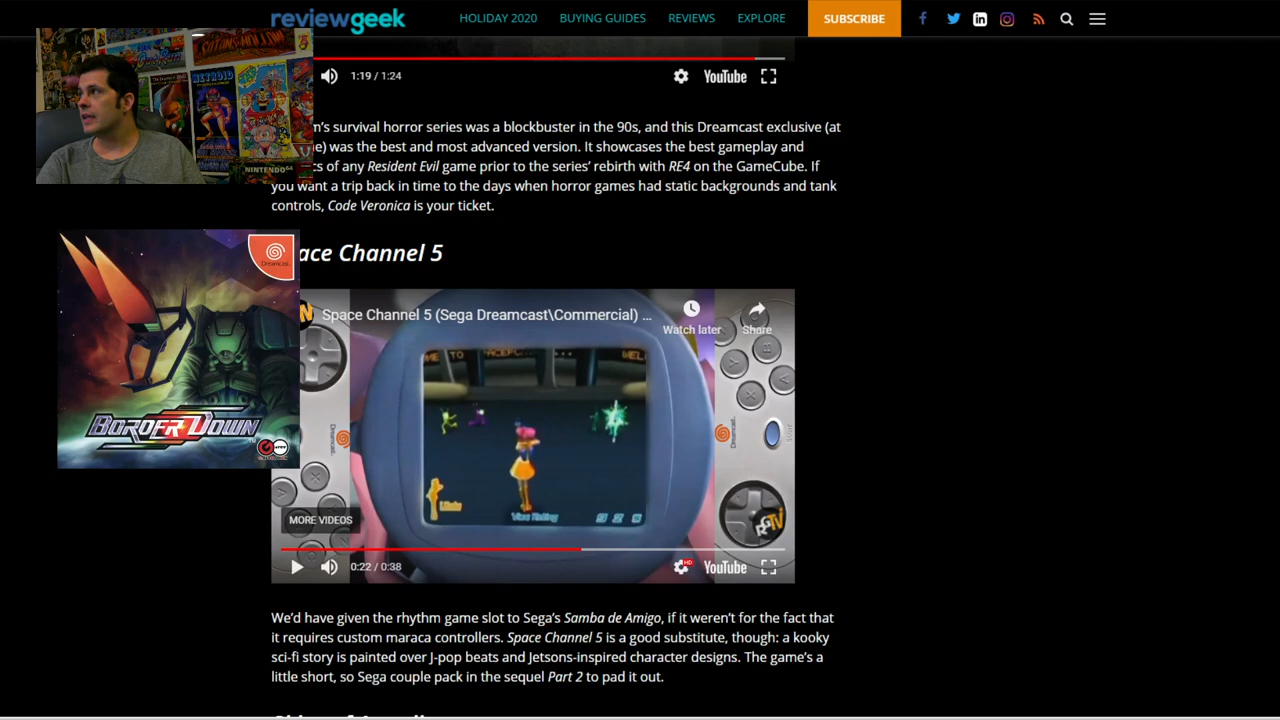 reviewgeek
HOLIDAY 2020
BUYING GUIDES
REVIEWS
EXPLORE
SUBSCRIBE
METROID
NINTENDO64
1:19 / 1:24
YouTube
m's survival horror series was a blockbuster in the 90s, and this Dreamcast exclusive (at
e) was the best and most advanced version. It showcases the best gameplay and
cs of any Resident Evil game prior to the series' rebirth with RE4 on the GameCube. If
you want a trip back in time to the days when horror games had static backgrounds and tank
controls, Code Veronica is your ticket.
ace Channel 5
Dreamcast.
BORDER DOWN
Space Channel 5 (Sega Dreamcast\Commercial) ...
Watch later
Share
Dreamcast.
Dreamcast.
RGTV
MORE VIDEOS
0:22 / 0:38
HD
YouTube
We'd have given the rhythm game slot to Sega's Samba de Amigo, if it weren't for the fact that
it requires custom maraca controllers. Space Channel 5 is a good substitute, though: a kooky
sci-fi story is painted over J-pop beats and Jetsons-inspired character designs. The game's a
little short, so Sega couple pack in the sequel Part 2 to pad it out.